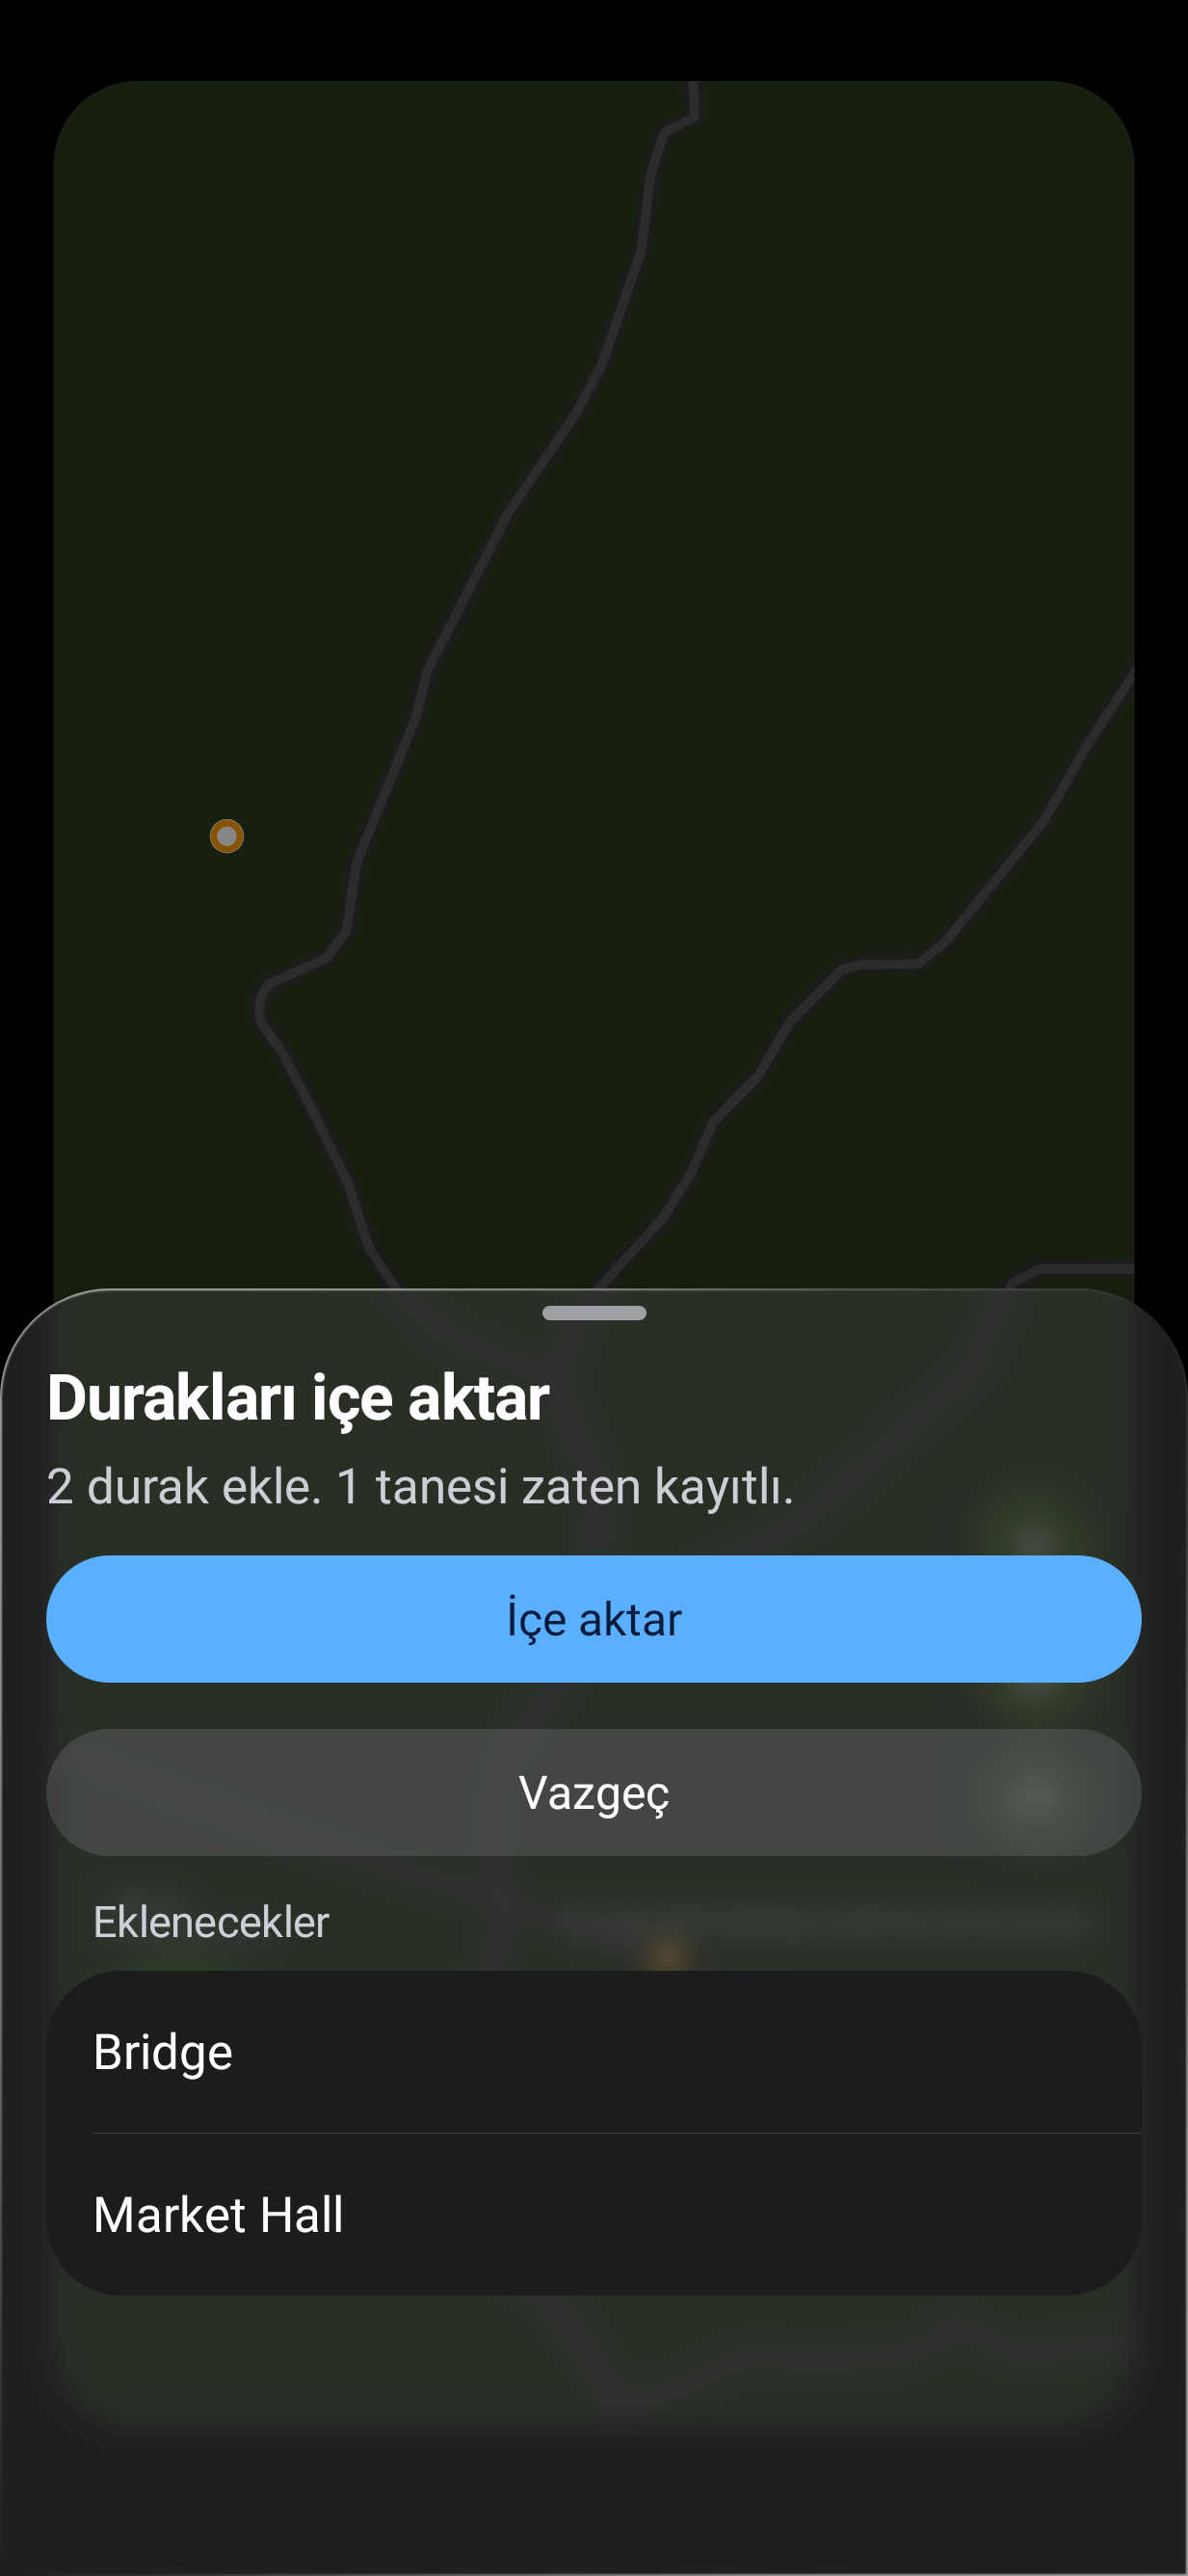 Durakları içe aktar
2 durak ekle. 1 tanesi zaten kayıtlı.
İçe aktar
Vazgeç
Eklenecekler
Bridge
Market Hall